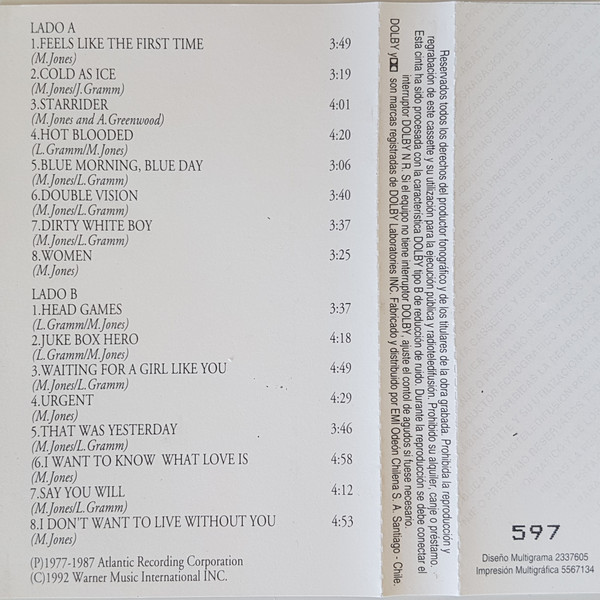 LADO A
1.FEELS LIKE THE FIRST TIME 3:49
(M.Jones)
2.COLD AS ICE 3:19
(M.Jones/J.Gramm)
3.STARRIDER 4:01
(M.Jones and A.Greenwood)
4.HOT BLOODED 4:20
(L.Gramm/M.Jones)
5.BLUE MORNING, BLUE DAY 3:06
(M.Jones/L.Gramm)
6.DOUBLE VISION 3:40
(M.Jones/L.Gramm)
7.DIRTY WHITE BOY 3:37
(M.Jones/L.Gramm)
8.WOMEN 3:25
(M.Jones)
LADO B
1.HEAD GAMES 3:37
(L.Gramm/M.Jones)
2.JUKE BOX HERO 4:18
(L.Gramm/M.Jones)
3.WAITING FOR A GIRL LIKE YOU 4:49
(M.Jones/L.Gramm)
4.URGENT 4:29
(M.Jones)
5.THAT WAS YESTERDAY 3:46
(M.Jones/L.Gramm)
(6.I WANT TO KNOW WHAT LOVE IS 4:58
(M.Jones)
7.SAY YOU WILL 4:12
(M.Jones/L.Gramm)
8.I DON'T WANT TO LIVE WITHOUT YOU 4:53
(M.Jones)
(P)1977-1987 Atlantic Recording Corporation
(C)1992 Warner Music International INC.
Reservados todos los derechos del productor fonográfico y de los titulares de la obra grabada. Prohibida la reproducción y
regrabación de este cassette y su utilización para la ejecución pública y radioteledifusión. Prohibido su alquiler, canje o préstamo.
Esta cinta ha sido procesada con la característica DOLBY tipo B de reducción de ruido. Durante la reproducción se debe conectar el
interruptor DOLBY N R. Si el equipo no tiene interruptor DOLBY, ajuste el contol de agudos si fuese necesario.
DOLBY y son marcas registradas de DOLBY Laboratories INC. Fabricado y distribuido por EMI Odeón Chilena S. A. Santiago - Chile.
597
Diseño Multigrama 2337605
Impresión Multigráfica 5567134